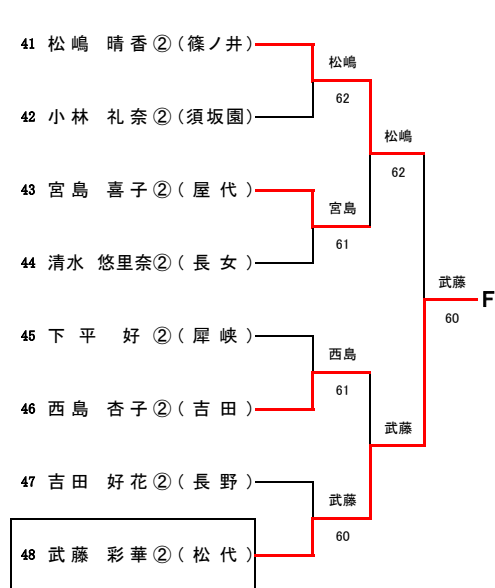 41 松嶋 晴香②(篠ノ井)
松嶋
62
42 小林 礼奈②(須坂園)
松嶋
62
43 宮島 喜子②(屋代)
宮島
61
44 清水 悠里奈②(長女)
武藤
F
60
45 下平 好②(犀峡)
西島
61
46 西島 杏子②(吉田)
武藤
47 吉田 好花②(長野)
武藤
60
48 武藤 彩華②(松代)